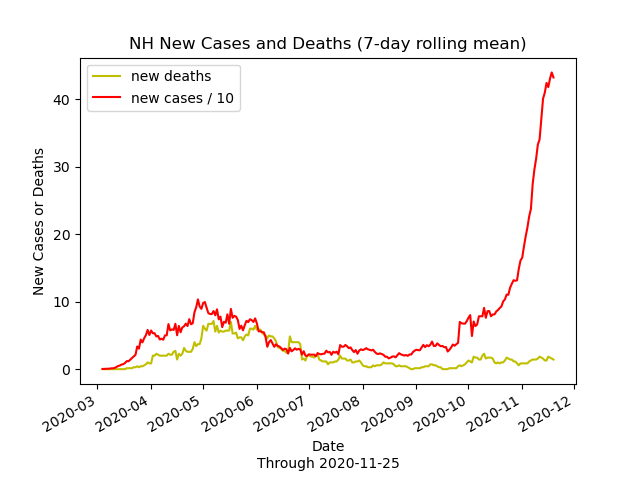 NH New Cases and Deaths (7-day rolling mean)
new deaths
new cases / 10
New Cases or Deaths
40
30
20
10
0
2020-03
2020-04
2020-05
2020-06
2020-07
2020-08
2020-09
2020-10
2020-11
2020-12
Date
Through 2020-11-25